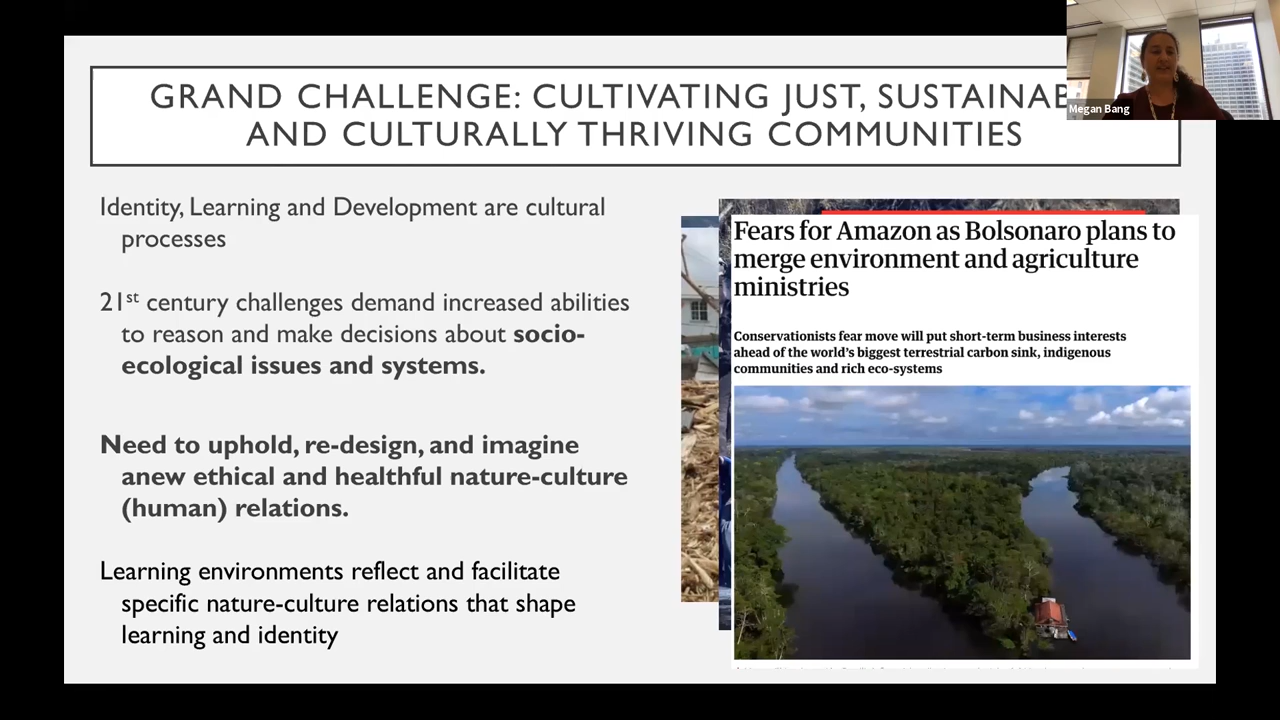 GRAND CHALLENGE: CULTIVATING JUST, SUSTAINAB
AND CULTURALLY THRIVING COMMUNITIES
Megan Bang
Identity, Learning and Development are cultural
processes
21st century challenges demand increased abilities
to reason and make decisions about socio-
ecological issues and systems.
Need to uphold, re-design, and imagine
anew ethical and healthful nature-culture
(human) relations.
Learning environments reflect and facilitate
specific nature-culture relations that shape
learning and identity
Fears for Amazon as Bolsonaro plans to
merge environment and agriculture
ministries
Conservationists fear move will put short-term business interests
ahead of the world's biggest terrestrial carbon sink, indigenous
communities and rich eco-systems